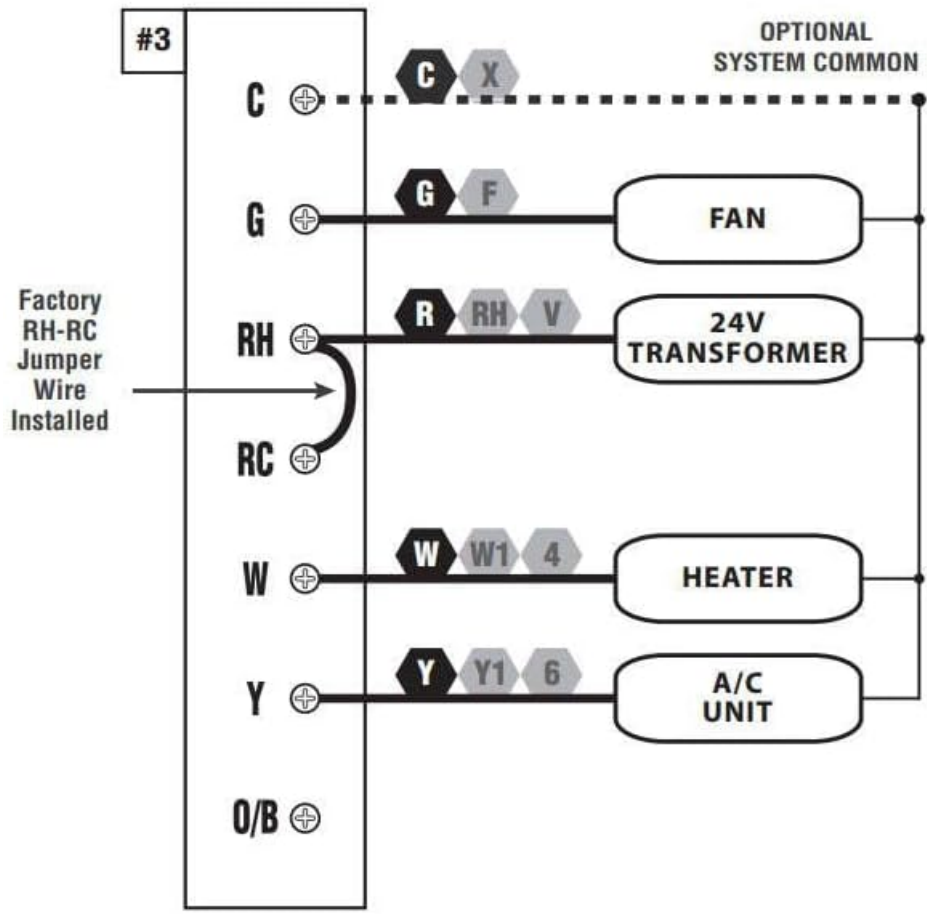 #3
OPTIONAL
SYSTEM COMMON
C
C X
G
G F
FAN
Factory
RH-RC
Jumper
Wire
Installed
RH
R RH V
24V
TRANSFORMER
RC
W
W W1 4
HEATER
Y
Y Y1 6
A/C
UNIT
O/B